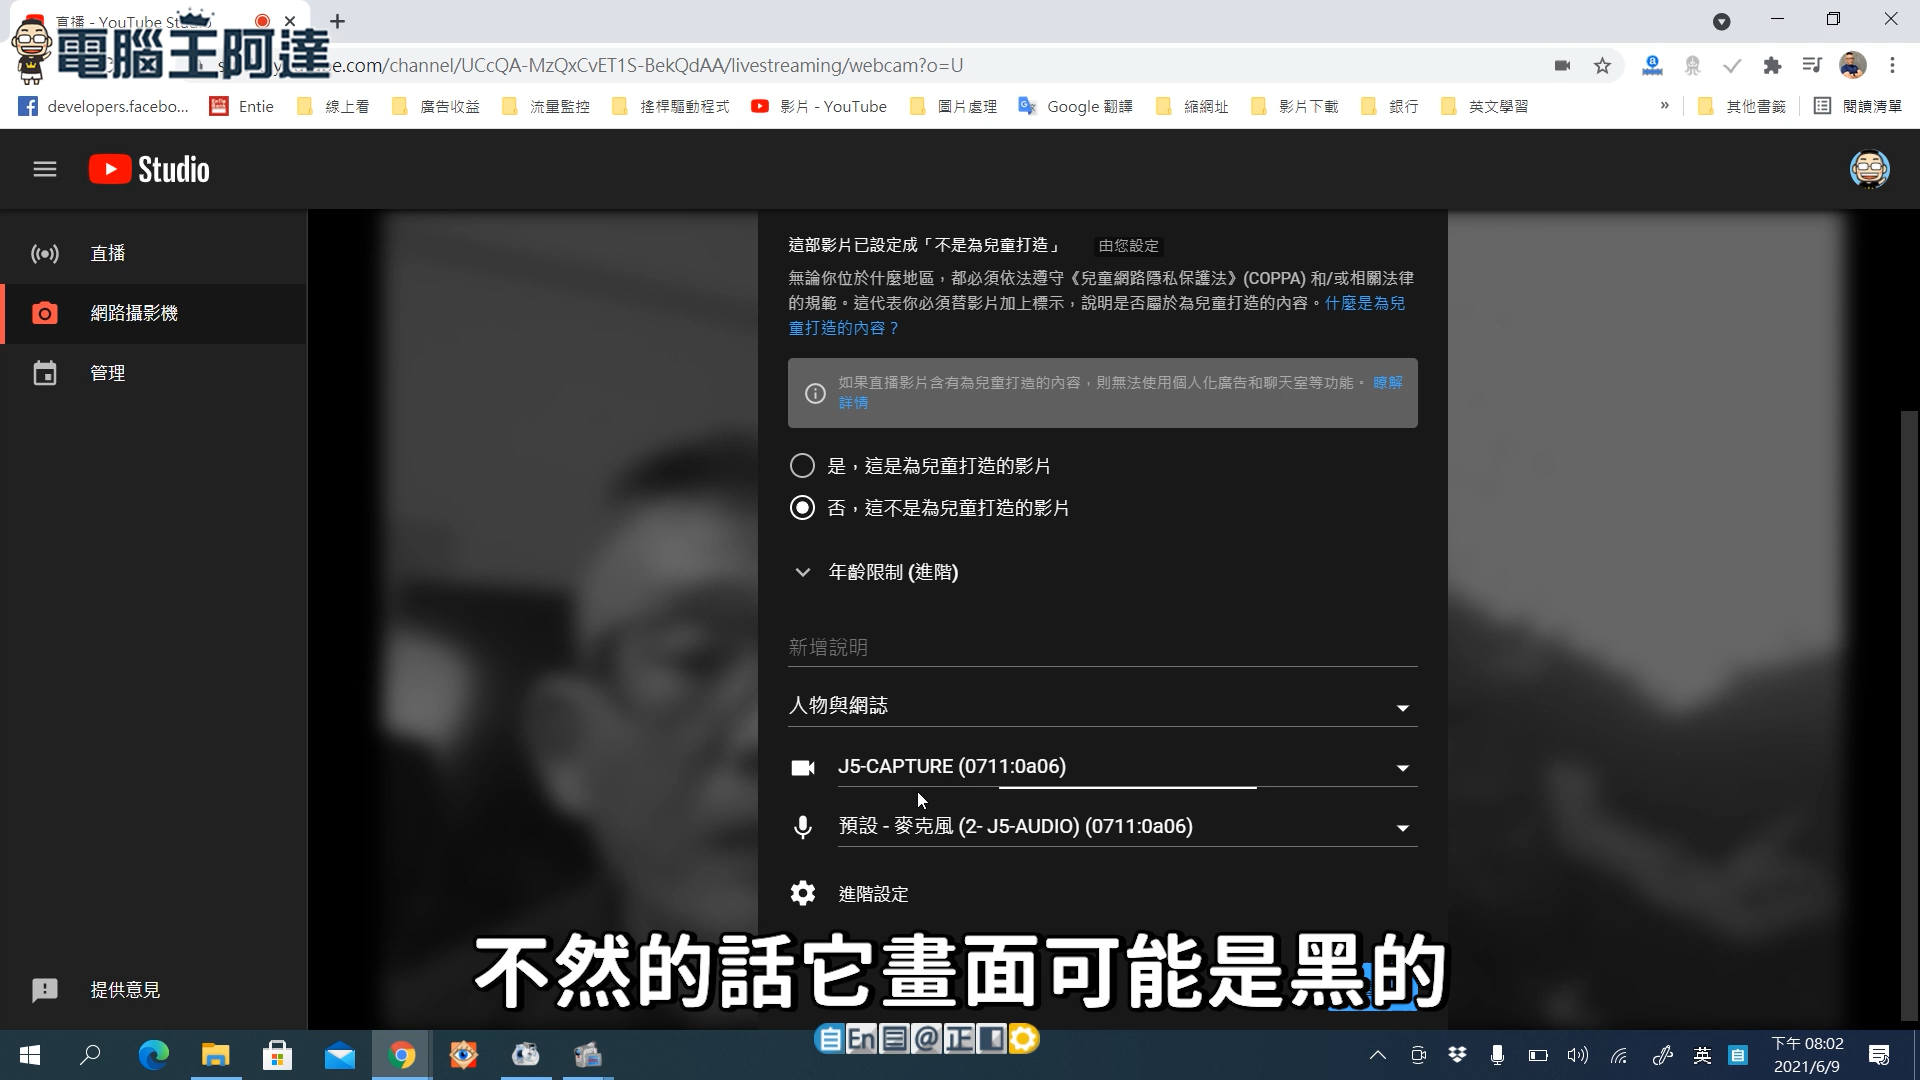 直播 - YouTube Stu
電腦王阿達
e.com/channel/UCcQA-MzQxCvET1S-BekQdAA/livestreaming/webcam?o=U
developers.facebo...
Entie
線上看
廣告收益
流量監控
搖桿驅動程式
影片 - YouTube
圖片處理
Google 翻譯
縮網址
影片下載
銀行
英文學習
»
其他書籤
閱讀清單
Studio
直播
網路攝影機
管理
提供意見
這部影片已設定成「不是為兒童打造」 由您設定
無論你位於什麼地區，都必須依法遵守《兒童網路隱私保護法》(COPPA) 和/或相關法律
的規範。這代表你必須替影片加上標示，說明是否屬於為兒童打造的內容。什麼是為兒
童打造的內容？
如果直播影片含有為兒童打造的內容，則無法使用個人化廣告和聊天室等功能。 瞭解
詳情
是，這是為兒童打造的影片
否，這不是為兒童打造的影片
年齡限制 (進階)
新增說明
人物與網誌
J5-CAPTURE (0711:0a06)
預設 - 麥克風 (2- J5-AUDIO) (0711:0a06)
進階設定
不然的話它畫面可能是黑的
自 En @ 正
英
自
下午 08:02
2021/6/9